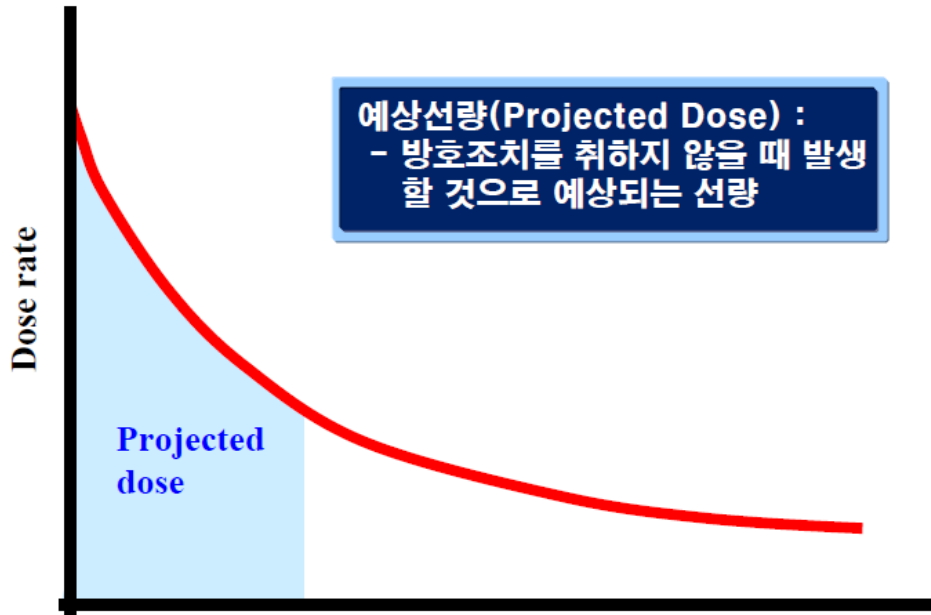 예상선량(Projected Dose) :
- 방호조치를 취하지 않을 때 발생
할 것으로 예상되는 선량
Dose rate
Projected
dose